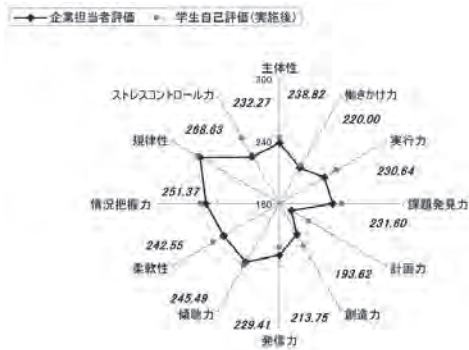 企業担当者評価 学生自己評価(実施後)
300
主体性
ストレスコントロール力
238.82
働きかけ力
232.27
220.00
268.63
規律性
240
実行力
230.64
251.37
情況把握力
180
課題発見力
231.60
242.55
193.62
計画力
柔軟性
245.49
傾聴力
229.41
213.75
創造力
発信力